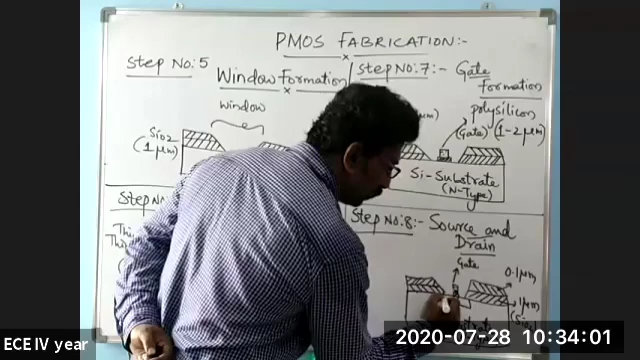 PMOS FABRICATION:-
Step No:5
Window Formation
window
SiO2
(1μm)
Step No:7:- Gate
Formation
polysilicon
(Gate) (1-2μm)
Si-Substrate
(N-Type)
Step No:8:- Source and
Drain
Gate
0.1μm
1μm
ECE IV year
2020-07-28 10:34:01